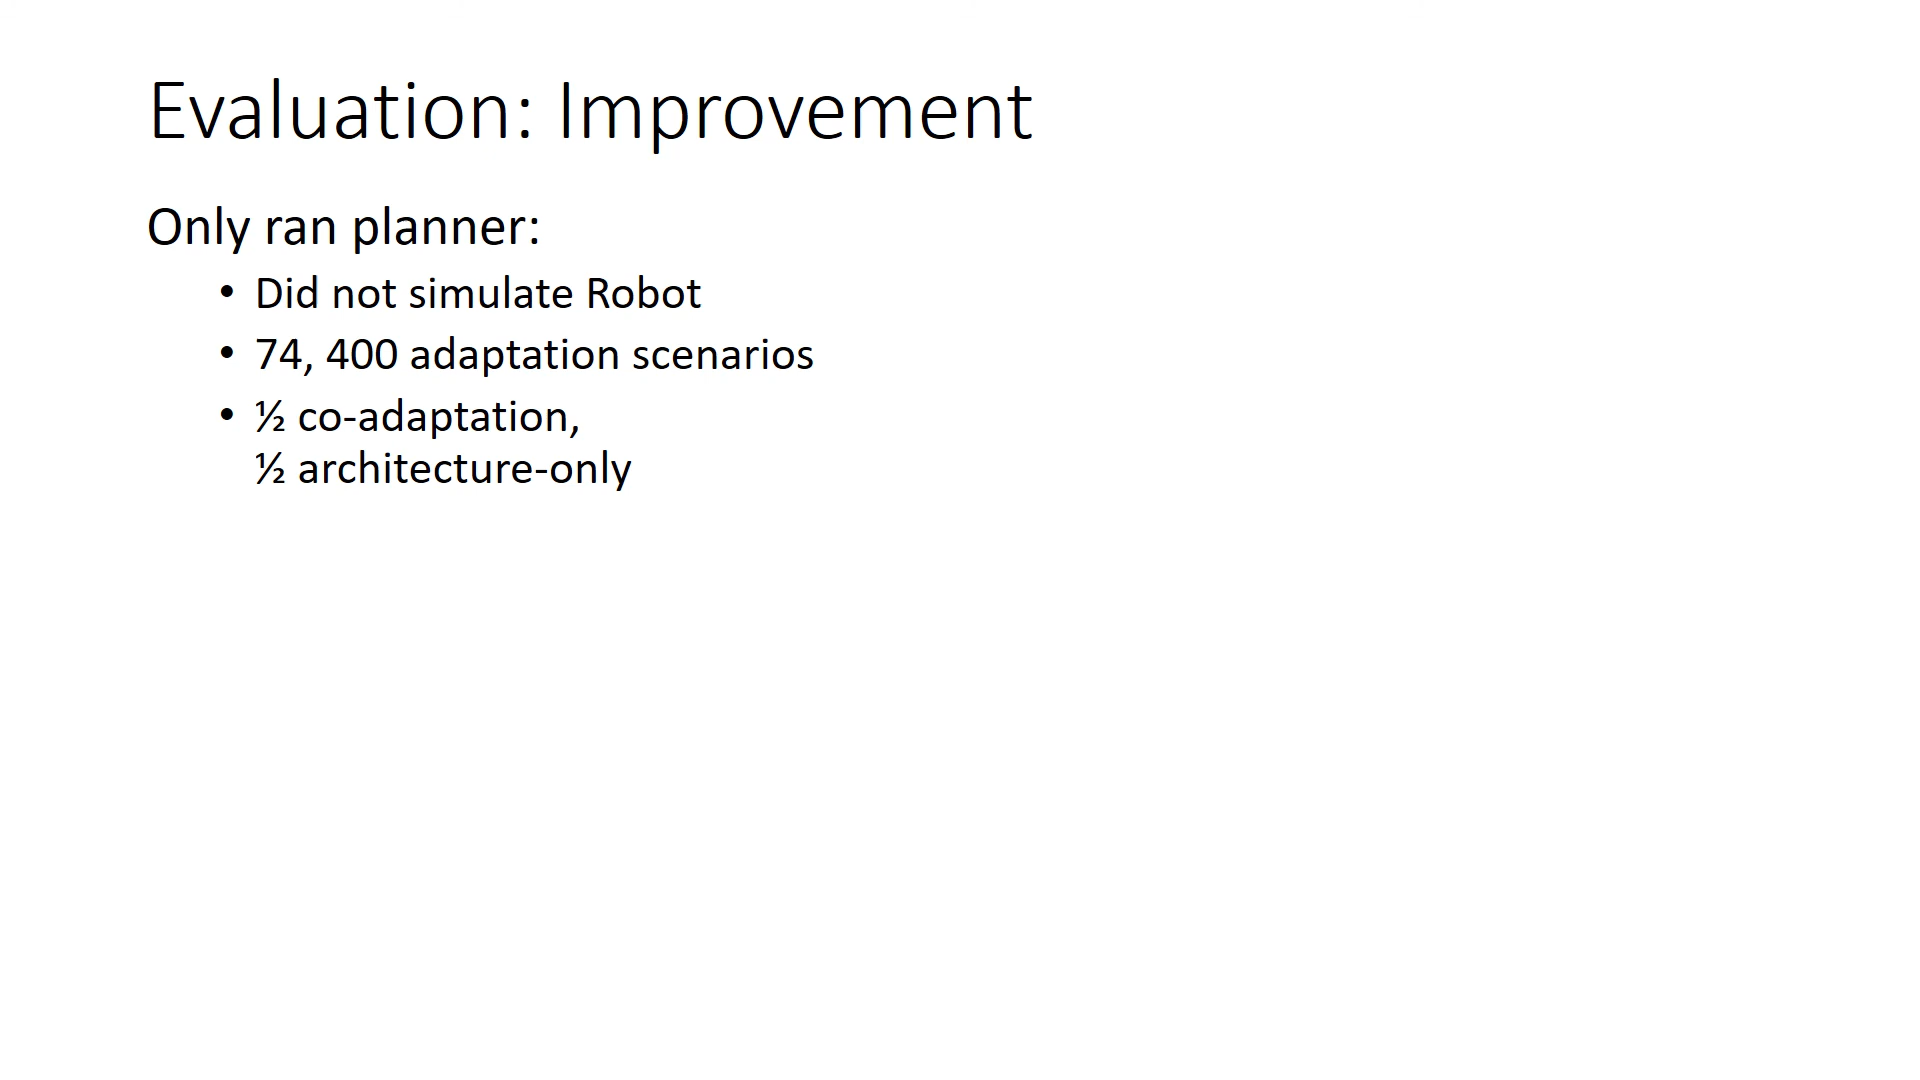 Evaluation: Improvement
Only ran planner:
• Did not simulate Robot
• 74, 400 adaptation scenarios
• ½ co-adaptation,
½ architecture-only